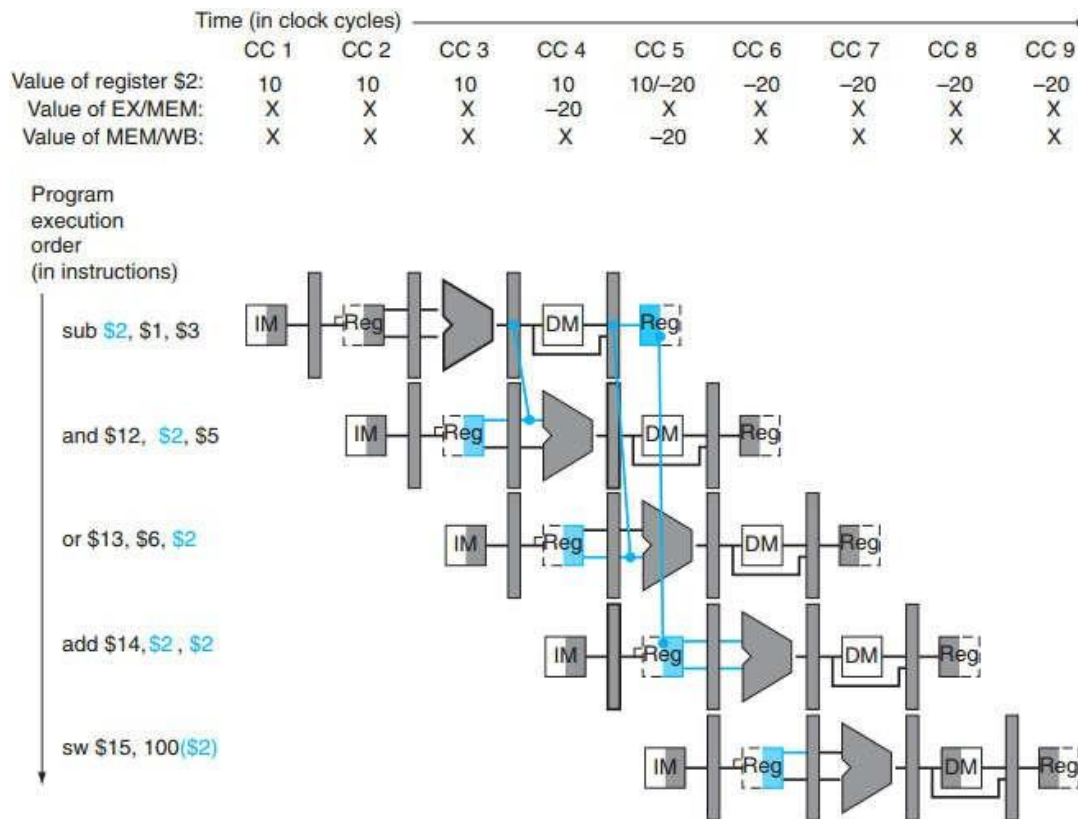 Time (in clock cycles)
CC 1 CC 2 CC 3 CC 4 CC 5 CC 6 CC 7 CC 8 CC 9
Value of register $2: 10 10 10 10 10/–20 –20 –20 –20 –20
Value of EX/MEM: X X X –20 X X X X X
Value of MEM/WB: X X X X –20 X X X X
Program
execution
order
(in instructions)
sub $2, $1, $3 IM Reg DM Reg
and $12, $2, $5 IM Reg DM Reg
or $13, $6, $2 IM Reg DM Reg
add $14, $2 , $2 IM Reg DM Reg
sw $15, 100($2) IM Reg DM Reg